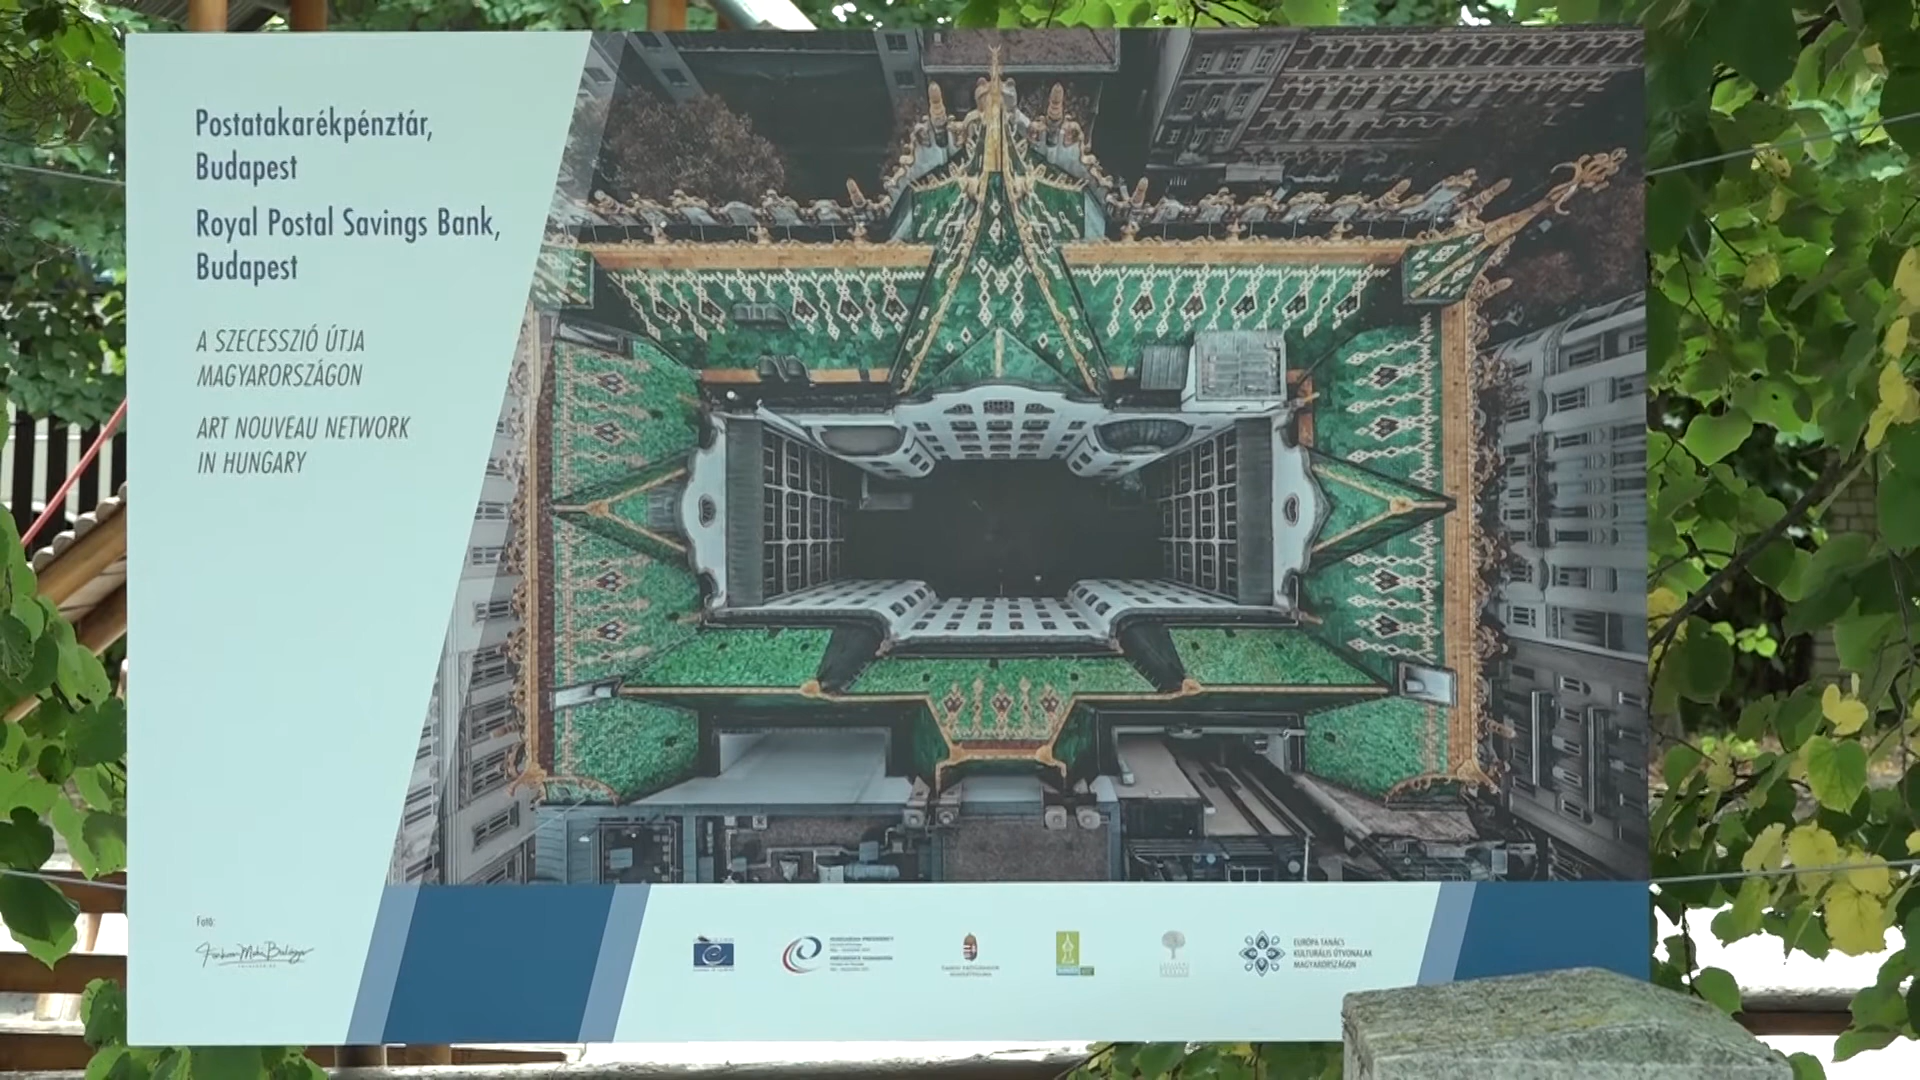 Postatakarékpénztár,
Budapest
Royal Postal Savings Bank,
Budapest
A SZECESSZIÓ ÚTJA
MAGYARORSZÁGON
ART NOUVEAU NETWORK
IN HUNGARY
Fotó:
EURÓPA TANÁCS
KULTURÁLIS ÚTVONALAK
MAGYARORSZÁGON